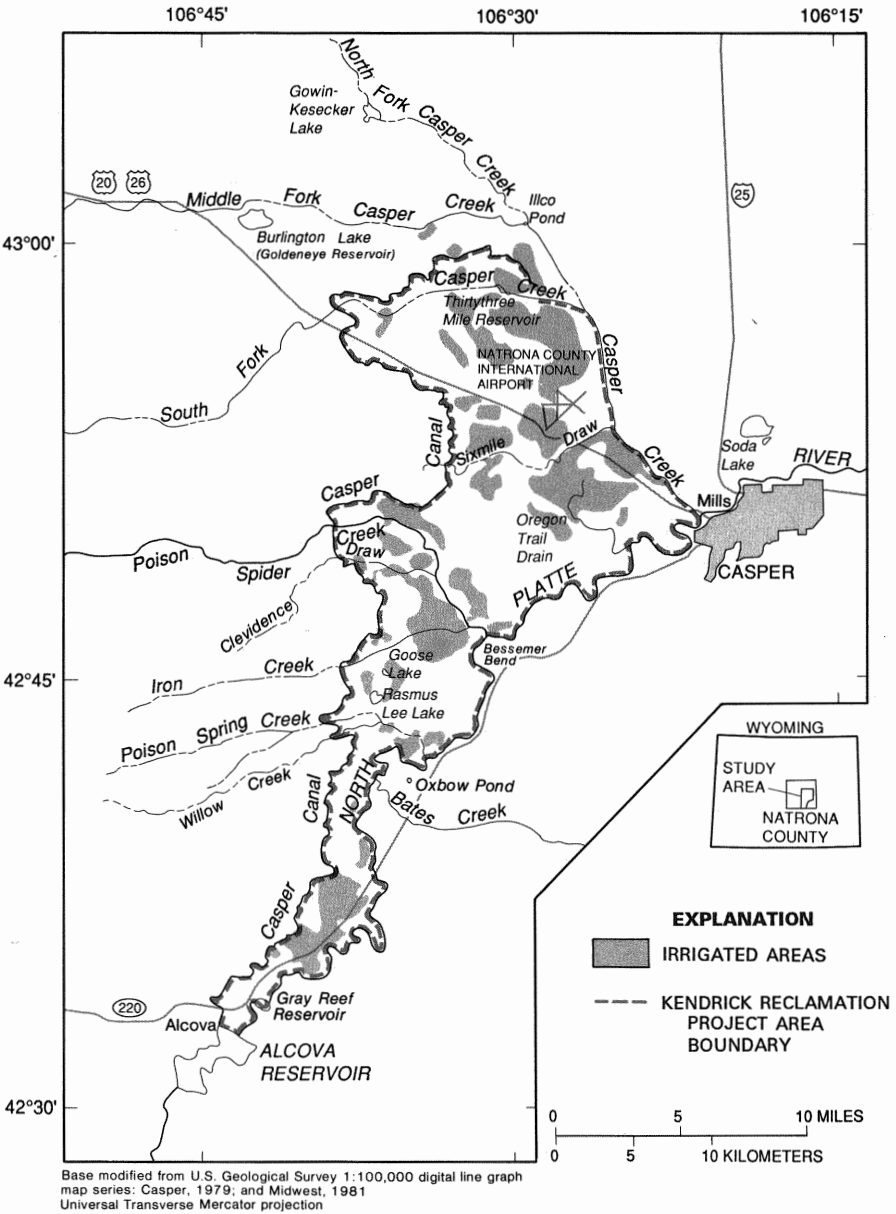 106°45' 106°30' 106°15'
North Fork Casper Creek
Gowin-
Kesecker
Lake
20 26
25
Middle Fork Casper Creek
Illco
Pond
43°00'
Burlington Lake
(Goldeneye Reservoir)
Casper Creek
Thirtythree
Mile Reservoir
NATRONA COUNTY
INTERNATIONAL
AIRPORT
Casper Creek
South Fork
Canal
Sixmile Draw
Soda
Lake
RIVER
Mills
CASPER
Casper
Oregon
Trail
Drain
Poison Spider Creek
Draw
Clevidence
PLATTE
Bessemer
Bend
42°45'
Iron Creek
Goose
Lake
Rasmus
Lee Lake
Poison Spring Creek
Willow Creek
Canal
NORTH
Oxbow Pond
Bates Creek
WYOMING
STUDY
AREA
NATRONA
COUNTY
Casper
220
Alcova
Gray Reef
Reservoir
ALCOVA
RESERVOIR
42°30'
EXPLANATION
IRRIGATED AREAS
KENDRICK RECLAMATION
PROJECT AREA
BOUNDARY
0 5 10 MILES
0 5 10 KILOMETERS
Base modified from U.S. Geological Survey 1:100,000 digital line graph
map series: Casper, 1979; and Midwest, 1981
Universal Transverse Mercator projection